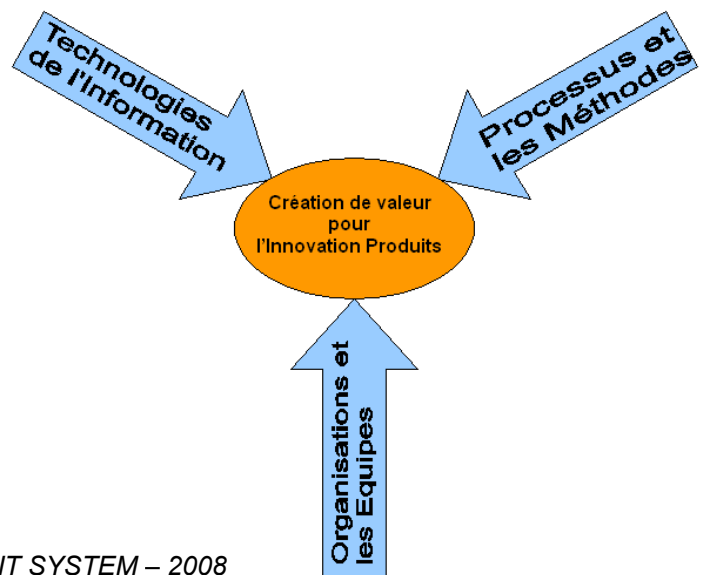 Technologies
de l'Information
Processus et
les Méthodes
Création de valeur
pour
l'Innovation Produits
Organisations et
les Equipes
IT SYSTEM – 2008